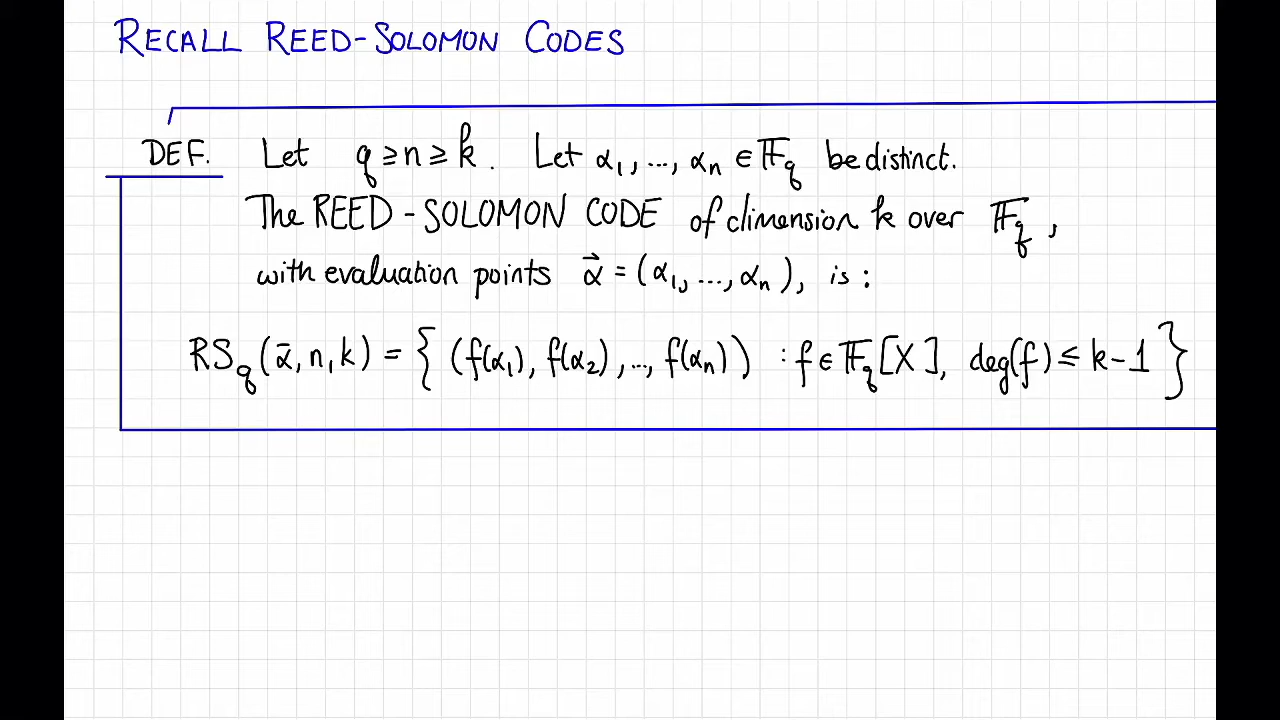 RECALL REED-SOLOMON CODES
DEF. Let q ≥ n ≥ k. Let α₁, ..., αₙ ∈ 𝔽_q be distinct.
The REED-SOLOMON CODE of dimension k over 𝔽_q,
with evaluation points α⃗ = (α₁, ..., αₙ), is:
RS_q(ᾱ, n, k) = { (f(α₁), f(α₂), ..., f(αₙ)) : f ∈ 𝔽_q[X], deg(f) ≤ k-1 }